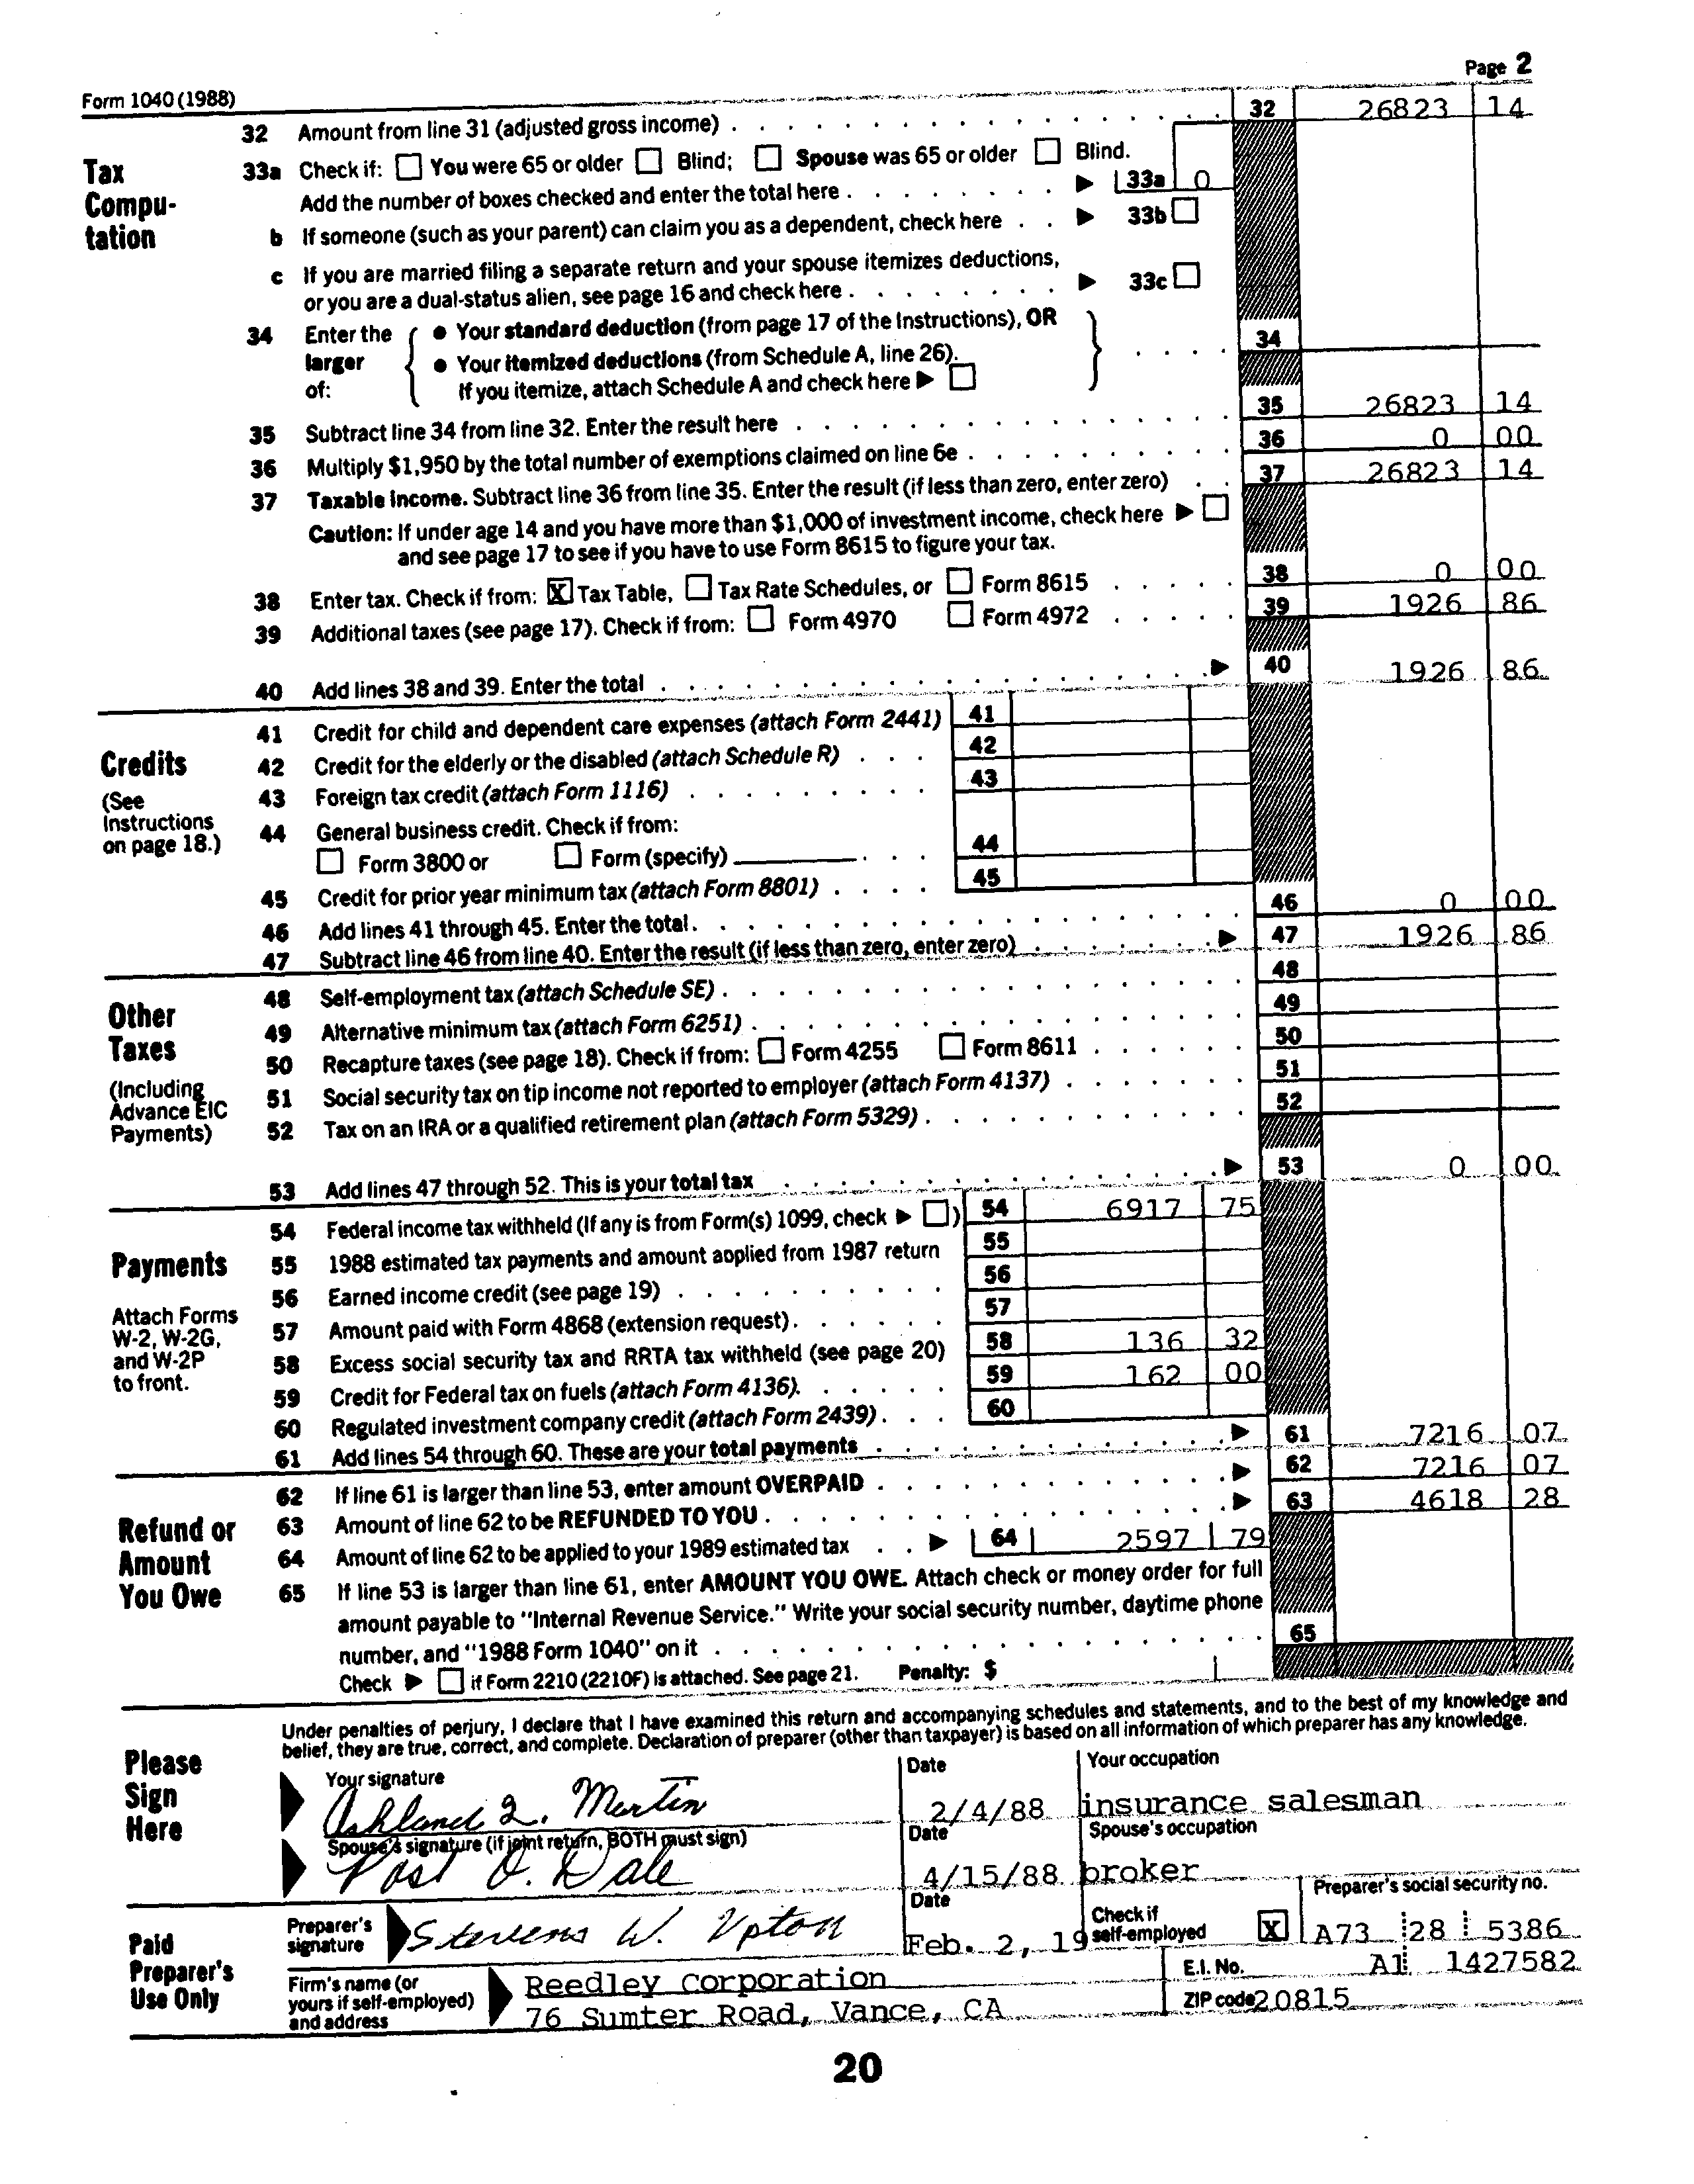 Form 1040 (1988) Page 2
Tax Computation
32 Amount from line 31 (adjusted gross income) . . . . 32 26823 14
33a Check if: ☐ You were 65 or older ☐ Blind; ☐ Spouse was 65 or older ☐ Blind.
Add the number of boxes checked and enter the total here . . . . ▶ 33a 0
b If someone (such as your parent) can claim you as a dependent, check here . . ▶ 33b ☐
c If you are married filing a separate return and your spouse itemizes deductions,
or you are a dual-status alien, see page 16 and check here . . . . ▶ 33c ☐
34 Enter the larger of: { ● Your standard deduction (from page 17 of the Instructions), OR
● Your itemized deductions (from Schedule A, line 26).
If you itemize, attach Schedule A and check here ▶ ☐ } . . . . 34
35 Subtract line 34 from line 32. Enter the result here . . . . 35 26823 14
36 Multiply $1,950 by the total number of exemptions claimed on line 6e . . . . 36 0 00
37 Taxable income. Subtract line 36 from line 35. Enter the result (if less than zero, enter zero) . . 37 26823 14
Caution: If under age 14 and you have more than $1,000 of investment income, check here ▶ ☐
and see page 17 to see if you have to use Form 8615 to figure your tax.
38 Enter tax. Check if from: ☒ Tax Table, ☐ Tax Rate Schedules, or ☐ Form 8615 . . . . 38 0 00
39 Additional taxes (see page 17). Check if from: ☐ Form 4970 ☐ Form 4972 . . . . 39 1926 86
40 Add lines 38 and 39. Enter the total . . . . ▶ 40 1926 86
Credits
(See Instructions on page 18.)
41 Credit for child and dependent care expenses (attach Form 2441) 41
42 Credit for the elderly or the disabled (attach Schedule R) . . . 42
43 Foreign tax credit (attach Form 1116) . . . . 43
44 General business credit. Check if from:
☐ Form 3800 or ☐ Form (specify) ______ . . . 44
45 Credit for prior year minimum tax (attach Form 8801) . . . . 45
46 Add lines 41 through 45. Enter the total . . . . 46 0 00
47 Subtract line 46 from line 40. Enter the result (if less than zero, enter zero) . . . . ▶ 47 1926 86
Other Taxes
(Including Advance EIC Payments)
48 Self-employment tax (attach Schedule SE) . . . . 48
49 Alternative minimum tax (attach Form 6251) . . . . 49
50 Recapture taxes (see page 18). Check if from: ☐ Form 4255 ☐ Form 8611 . . . . 50
51 Social security tax on tip income not reported to employer (attach Form 4137) . . . . 51
52 Tax on an IRA or a qualified retirement plan (attach Form 5329) . . . . 52
53 Add lines 47 through 52. This is your total tax . . . . ▶ 53 0 00
Payments
Attach Forms W-2, W-2G, and W-2P to front.
54 Federal income tax withheld (If any is from Form(s) 1099, check ▶ ☐) 54 6917 75
55 1988 estimated tax payments and amount applied from 1987 return 55
56 Earned income credit (see page 19) . . . . 56
57 Amount paid with Form 4868 (extension request) . . . . 57
58 Excess social security tax and RRTA tax withheld (see page 20) 58 136 32
59 Credit for Federal tax on fuels (attach Form 4136) . . . . 59 162 00
60 Regulated investment company credit (attach Form 2439) . . . 60
61 Add lines 54 through 60. These are your total payments . . . . ▶ 61 7216 07
Refund or Amount You Owe
62 If line 61 is larger than line 53, enter amount OVERPAID . . . . ▶ 62 7216 07
63 Amount of line 62 to be REFUNDED TO YOU . . . . ▶ 63 4618 28
64 Amount of line 62 to be applied to your 1989 estimated tax . . ▶ 64 2597 79
65 If line 53 is larger than line 61, enter AMOUNT YOU OWE. Attach check or money order for full
amount payable to "Internal Revenue Service." Write your social security number, daytime phone
number, and "1988 Form 1040" on it . . . . 65
Check ▶ ☐ if Form 2210 (2210F) is attached. See page 21. Penalty: $
Please Sign Here
Under penalties of perjury, I declare that I have examined this return and accompanying schedules and statements, and to the best of my knowledge and
belief, they are true, correct, and complete. Declaration of preparer (other than taxpayer) is based on all information of which preparer has any knowledge.
Your signature Date Your occupation
Ashland 2. Martin 2/4/88 insurance salesman
Spouse's signature (if joint return, BOTH must sign) Date Spouse's occupation
Post O. Dale 4/15/88 broker
Paid Preparer's Use Only
Preparer's signature Date Check if self-employed ☒ Preparer's social security no.
Stevens W. Upton Feb. 2, 19 A73 28 5386
Firm's name (or yours if self-employed) and address
Reedley Corporation E.I. No. A1 1427582
76 Sumter Road, Vance, CA ZIP code 20815
20